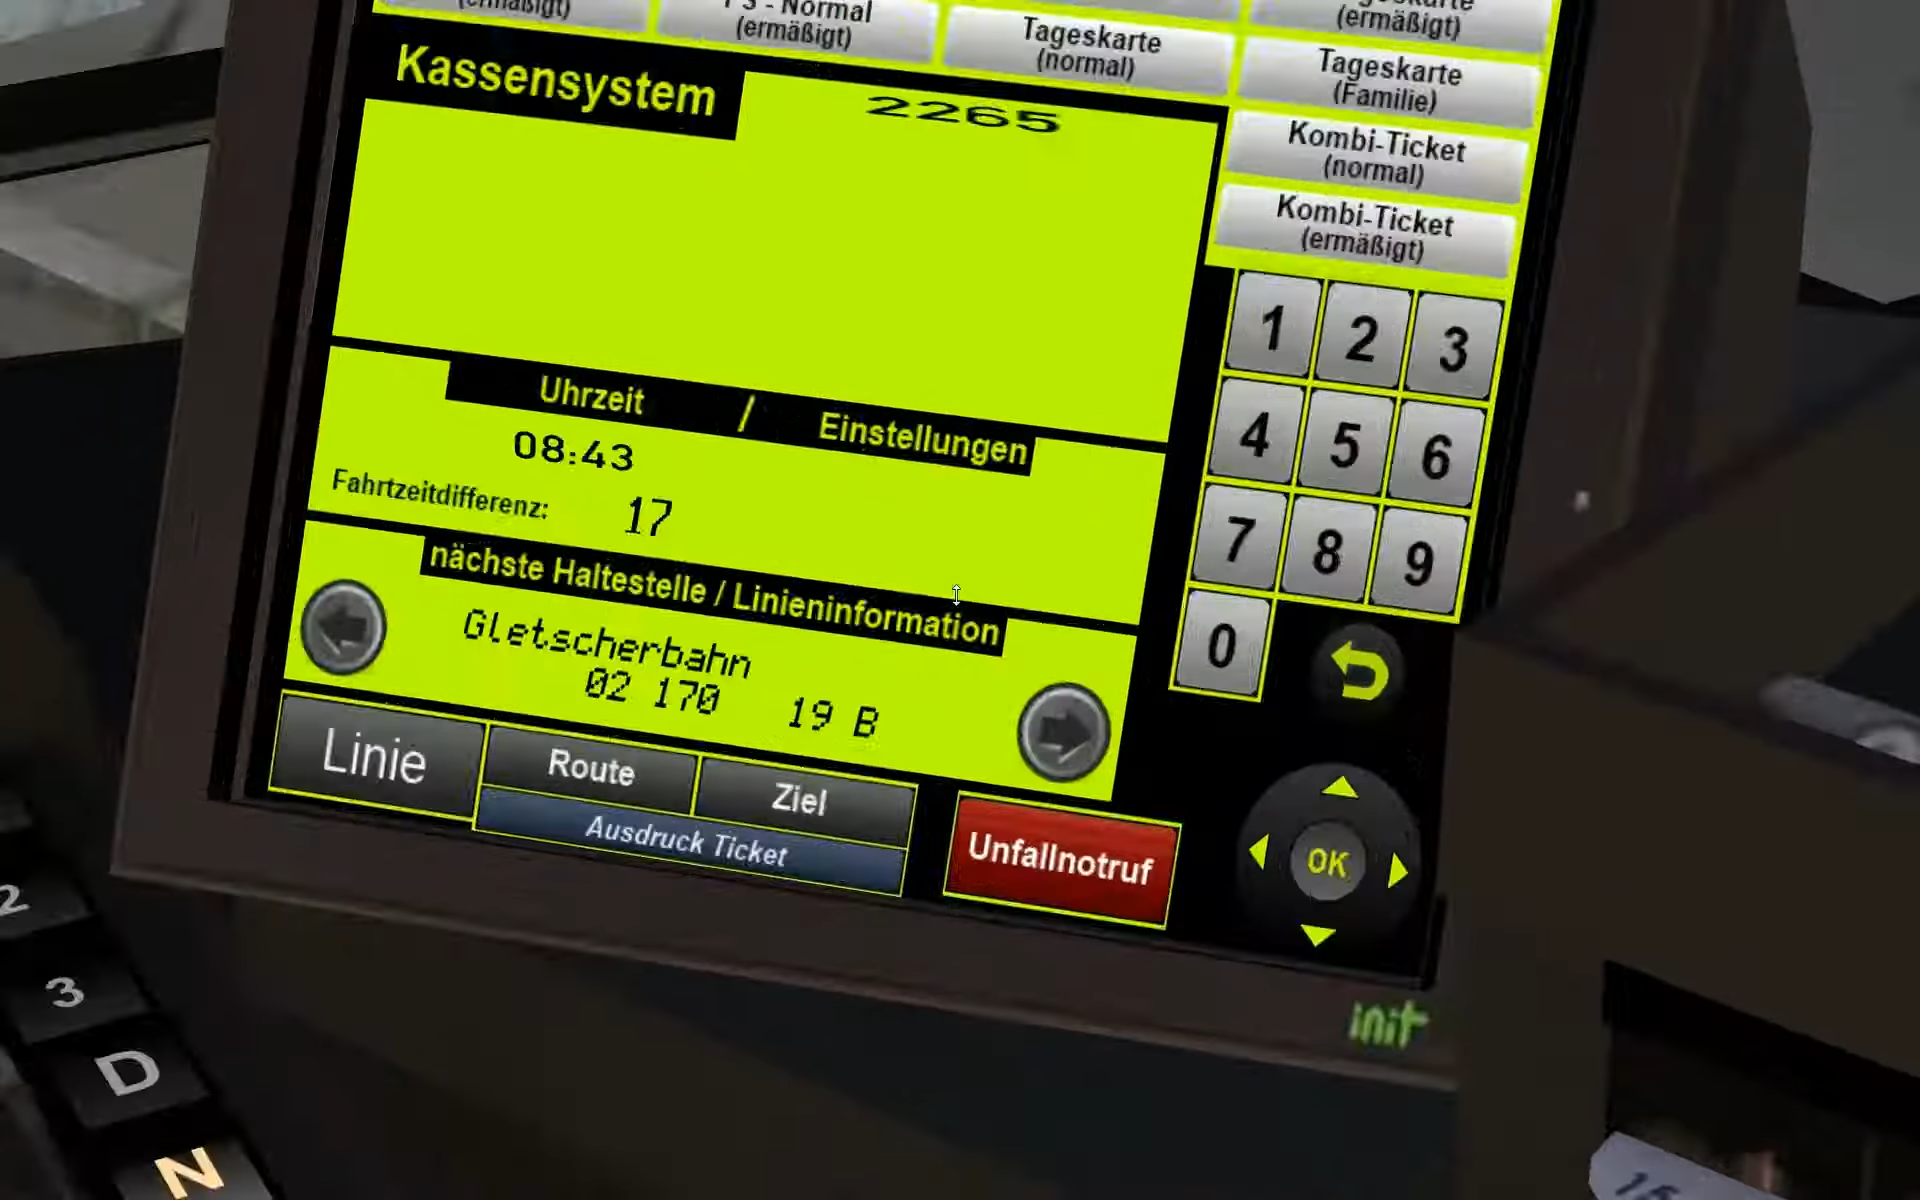 (ermäßigt)
- Normal
(ermäßigt)
Tageskarte
(normal)
(ermäßigt)
Tageskarte
(Familie)
Kombi-Ticket
(normal)
Kombi-Ticket
(ermäßigt)
Kassensystem
2265
Uhrzeit / Einstellungen
08:43
Fahrtzeitdifferenz: 17
nächste Haltestelle / Linieninformation
Gletscherbahn
02 170 19 B
Linie
Route
Ziel
Ausdruck Ticket
Unfallnotruf
1 2 3
4 5 6
7 8 9
0
OK
init
2
3
D
N